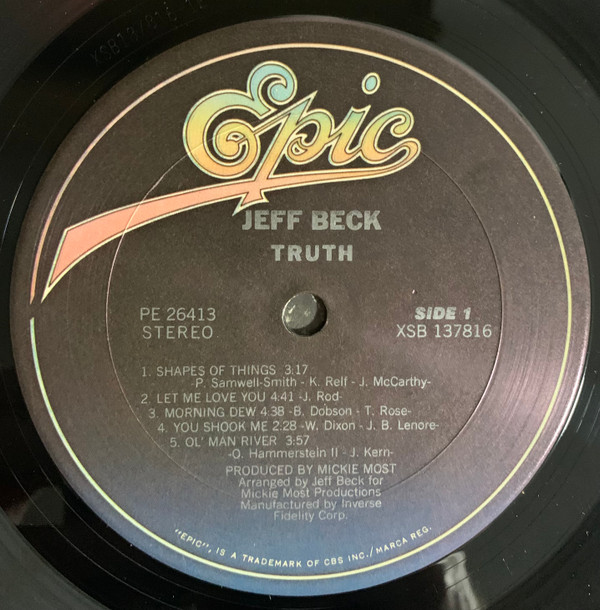 Epic
JEFF BECK
TRUTH
PE 26413
STEREO
SIDE 1
XSB 137816
1. SHAPES OF THINGS 3:17
-P. Samwell-Smith - K. Relf - J. McCarthy-
2. LET ME LOVE YOU 4:41 -J. Rod-
3. MORNING DEW 4:38 -B. Dobson - T. Rose-
4. YOU SHOOK ME 2:28 -W. Dixon - J. B. Lenore-
5. OL' MAN RIVER 3:57
-O. Hammerstein II - J. Kern-
PRODUCED BY MICKIE MOST
Arranged by Jeff Beck for
Mickie Most Productions
Manufactured by Inverse
Fidelity Corp.
"EPIC", IS A TRADEMARK OF CBS INC./MARCA REG.